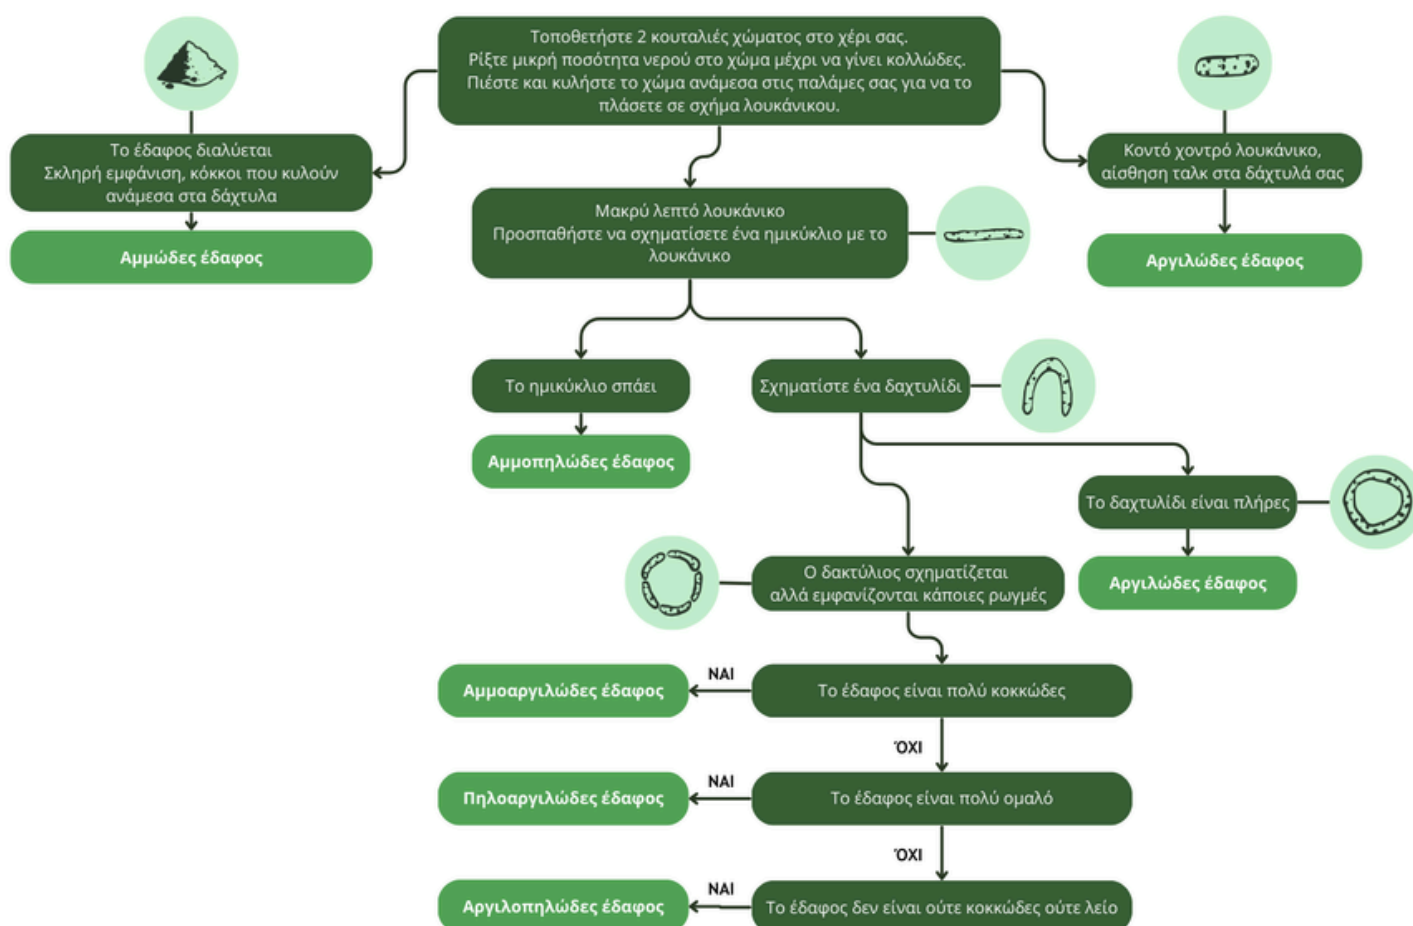 Τοποθετήστε 2 κουταλιές χώματος στο χέρι σας.
Ρίξτε μικρή ποσότητα νερού στο χώμα μέχρι να γίνει κολλώδες.
Πιέστε και κυλήστε το χώμα ανάμεσα στις παλάμες σας για να το
πλάσετε σε σχήμα λουκάνικου.
Το έδαφος διαλύεται
Σκληρή εμφάνιση, κόκκοι που κυλούν
ανάμεσα στα δάχτυλα
Αμμώδες έδαφος
Κοντό χοντρό λουκάνικο,
αίσθηση ταλκ στα δάχτυλά σας
Αργιλώδες έδαφος
Μακρύ λεπτό λουκάνικο
Προσπαθήστε να σχηματίσετε ένα ημικύκλιο με το
λουκάνικο
Το ημικύκλιο σπάει
Αμμοπηλώδες έδαφος
Σχηματίστε ένα δαχτυλίδι
Το δαχτυλίδι είναι πλήρες
Αργιλώδες έδαφος
Ο δακτύλιος σχηματίζεται
αλλά εμφανίζονται κάποιες ρωγμές
Το έδαφος είναι πολύ κοκκώδες
ΝΑΙ
Αμμοαργιλώδες έδαφος
ΌΧΙ
Το έδαφος είναι πολύ ομαλό
ΝΑΙ
Πηλοαργιλώδες έδαφος
ΌΧΙ
Το έδαφος δεν είναι ούτε κοκκώδες ούτε λείο
ΝΑΙ
Αργιλοπηλώδες έδαφος